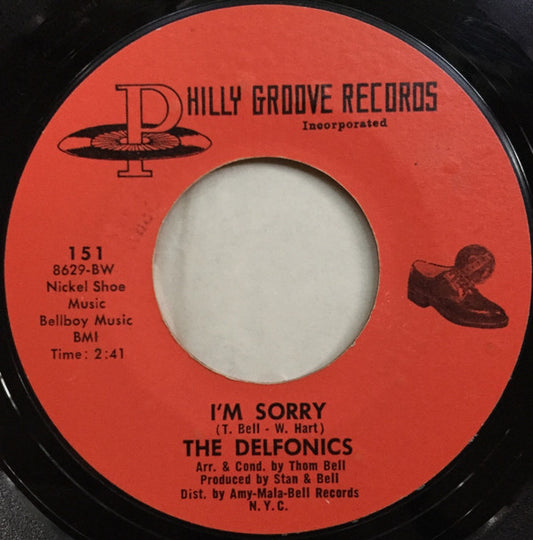 PHILLY GROOVE RECORDS
Incorporated
151
8629-BW
Nickel Shoe
Music
Bellboy Music
BMI
Time: 2:41
I'M SORRY
(T. Bell - W. Hart)
THE DELFONICS
Arr. & Cond. by Thom Bell
Produced by Stan & Bell
Dist. by Amy-Mala-Bell Records
N.Y.C.